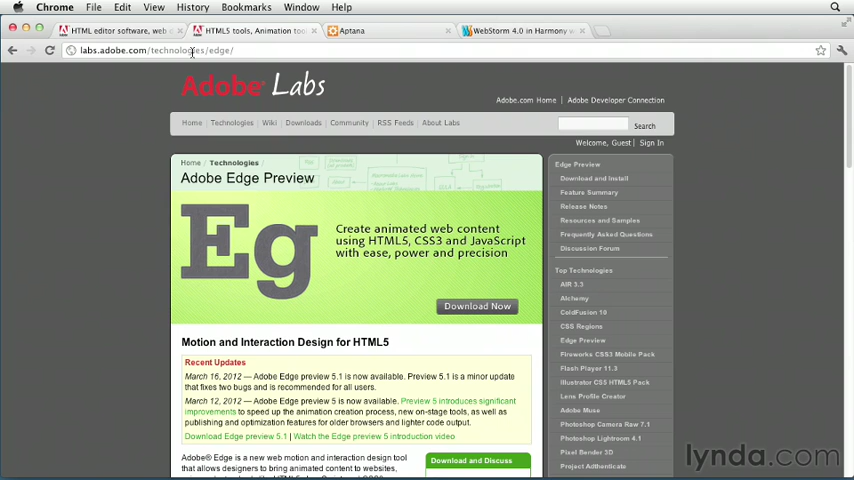 Chrome File Edit View History Bookmarks Window Help
HTML editor software, web d
HTML5 tools, Animation tool
Aptana
WebStorm 4.0 in Harmony w
labs.adobe.com/technologies/edge/
Adobe Labs
Adobe.com Home | Adobe Developer Connection
Home | Technologies | Wiki | Downloads | Community | RSS Feeds | About Labs
Search
Welcome, Guest | Sign In
Home / Technologies /
Adobe Edge Preview
Eg
Create animated web content
using HTML5, CSS3 and JavaScript
with ease, power and precision
Download Now
Motion and Interaction Design for HTML5
Recent Updates
March 16, 2012 — Adobe Edge preview 5.1 is now available. Preview 5.1 is a minor update
that fixes two bugs and is recommended for all users.
March 12, 2012 — Adobe Edge preview 5 is now available. Preview 5 introduces significant
improvements to speed up the animation creation process, new on-stage tools, as well as
publishing and optimization features for older browsers and lighter code output.
Download Edge preview 5.1 | Watch the Edge preview 5 introduction video
Adobe® Edge is a new web motion and interaction design tool
that allows designers to bring animated content to websites,
Download and Discuss
Edge Preview
Download and Install
Feature Summary
Release Notes
Resources and Samples
Frequently Asked Questions
Discussion Forum
Top Technologies
AIR 3.3
Alchemy
ColdFusion 10
CSS Regions
Edge Preview
Fireworks CSS3 Mobile Pack
Flash Player 11.3
Illustrator CS5 HTML5 Pack
Lens Profile Creator
Adobe Muse
Photoshop Camera Raw 7.1
Photoshop Lightroom 4.1
Pixel Bender 3D
Project Adthenticate
lynda.com